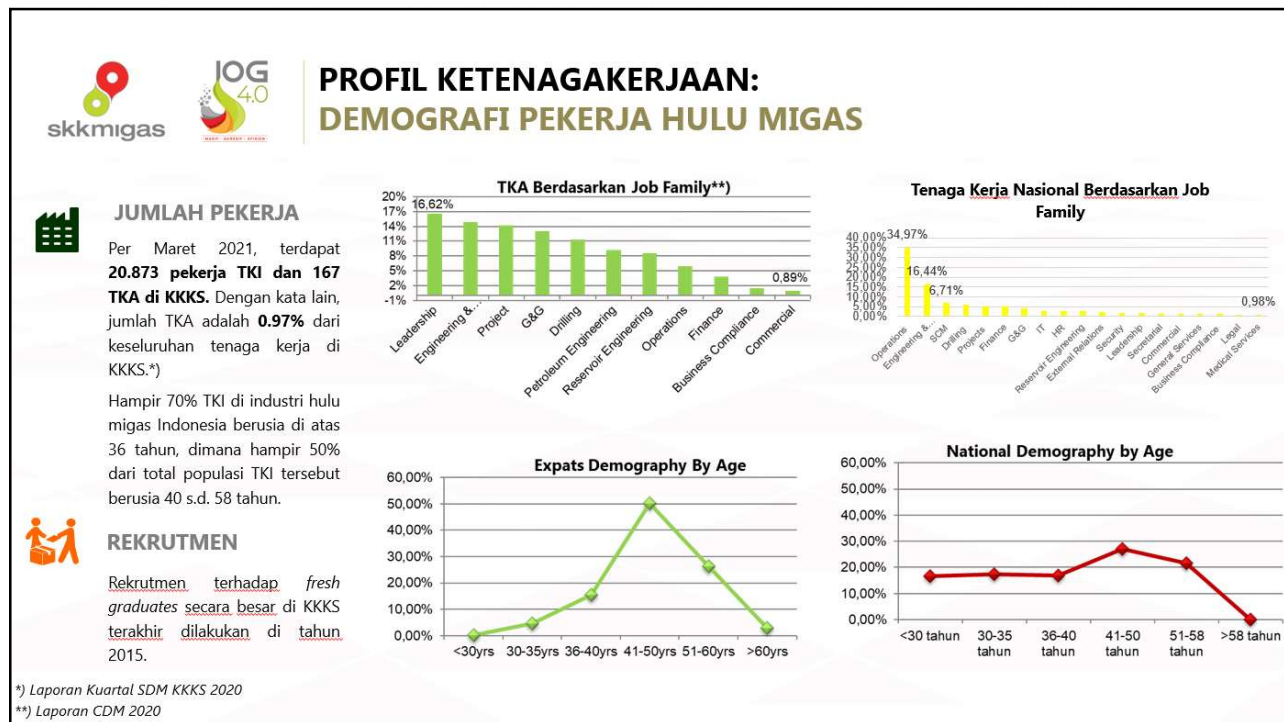 skkmigas
IOG
4.0
PROFIL KETENAGAKERJAAN:
DEMOGRAFI PEKERJA HULU MIGAS
JUMLAH PEKERJA
Per Maret 2021, terdapat
20.873 pekerja TKI dan 167
TKA di KKKS. Dengan kata lain,
jumlah TKA adalah 0.97% dari
keseluruhan tenaga kerja di
KKKS.*)
Hampir 70% TKI di industri hulu
migas Indonesia berusia di atas
36 tahun, dimana hampir 50%
dari total populasi TKI tersebut
berusia 40 s.d. 58 tahun.
REKRUTMEN
Rekrutmen terhadap fresh
graduates secara besar di KKKS
terakhir dilakukan di tahun
2015.
*) Laporan Kuartal SDM KKKS 2020
**) Laporan CDM 2020
TKA Berdasarkan Job Family**)
20%
17%
14%
11%
8%
5%
2%
-1%
16,62%
0,89%
Leadership
Engineering &...
Project
G&G
Drilling
Petroleum Engineering
Reservoir Engineering
Operations
Finance
Business Compliance
Commercial
Tenaga Kerja Nasional Berdasarkan Job
Family
40,00%
35,00%
30,00%
25,00%
20,00%
15,00%
10,00%
5,00%
0,00%
34,97%
16,44%
6,71%
0,98%
Operations
Engineering &...
SCM
Drilling
Projects
Finance
G&G
IT
HR
Reservoir Engineering
External Relations
Security
Leadership
Secretarial
Commercial
General Services
Business Compliance
Legal
Medical Services
Expats Demography By Age
60,00%
50,00%
40,00%
30,00%
20,00%
10,00%
0,00%
<30yrs 30-35yrs 36-40yrs 41-50yrs 51-60yrs >60yrs
National Demography by Age
60,00%
50,00%
40,00%
30,00%
20,00%
10,00%
0,00%
<30 tahun 30-35 36-40 41-50 51-58 >58 tahun
tahun tahun tahun tahun